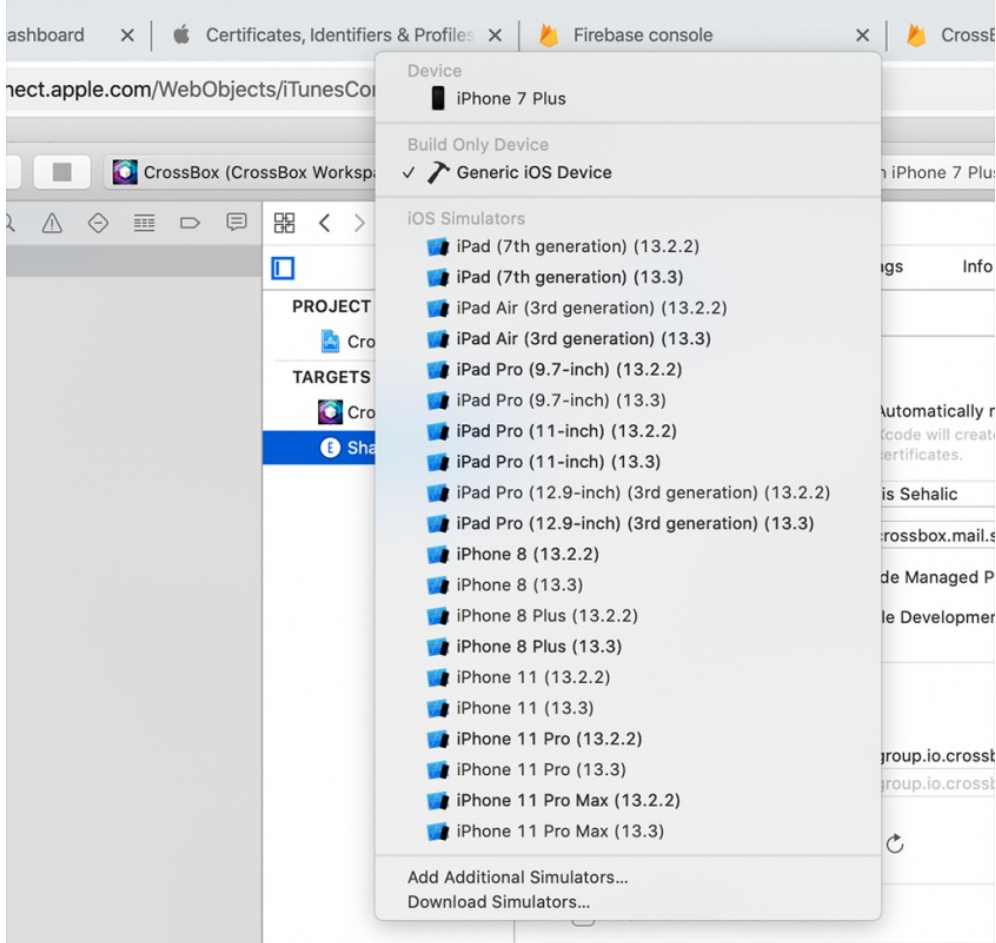 ashboard
Certificates, Identifiers & Profiles
Firebase console
CrossB
nect.apple.com/WebObjects/iTunesCo
Device
iPhone 7 Plus
Build Only Device
CrossBox (CrossBox Workspa
✓ Generic iOS Device
iPhone 7 Plus
iOS Simulators
iPad (7th generation) (13.2.2)
iPad (7th generation) (13.3)
iPad Air (3rd generation) (13.2.2)
iPad Air (3rd generation) (13.3)
iPad Pro (9.7-inch) (13.2.2)
iPad Pro (9.7-inch) (13.3)
iPad Pro (11-inch) (13.2.2)
iPad Pro (11-inch) (13.3)
iPad Pro (12.9-inch) (3rd generation) (13.2.2)
iPad Pro (12.9-inch) (3rd generation) (13.3)
iPhone 8 (13.2.2)
iPhone 8 (13.3)
iPhone 8 Plus (13.2.2)
iPhone 8 Plus (13.3)
iPhone 11 (13.2.2)
iPhone 11 (13.3)
iPhone 11 Pro (13.2.2)
iPhone 11 Pro (13.3)
iPhone 11 Pro Max (13.2.2)
iPhone 11 Pro Max (13.3)
Add Additional Simulators...
Download Simulators...
PROJECT
Cro
TARGETS
Cro
E Sha
ngs
Info
Automatically
Xcode will create
certificates.
is Sehalic
crossbox.mail.s
de Managed P
le Developmen
group.io.crossb
group.io.crossb